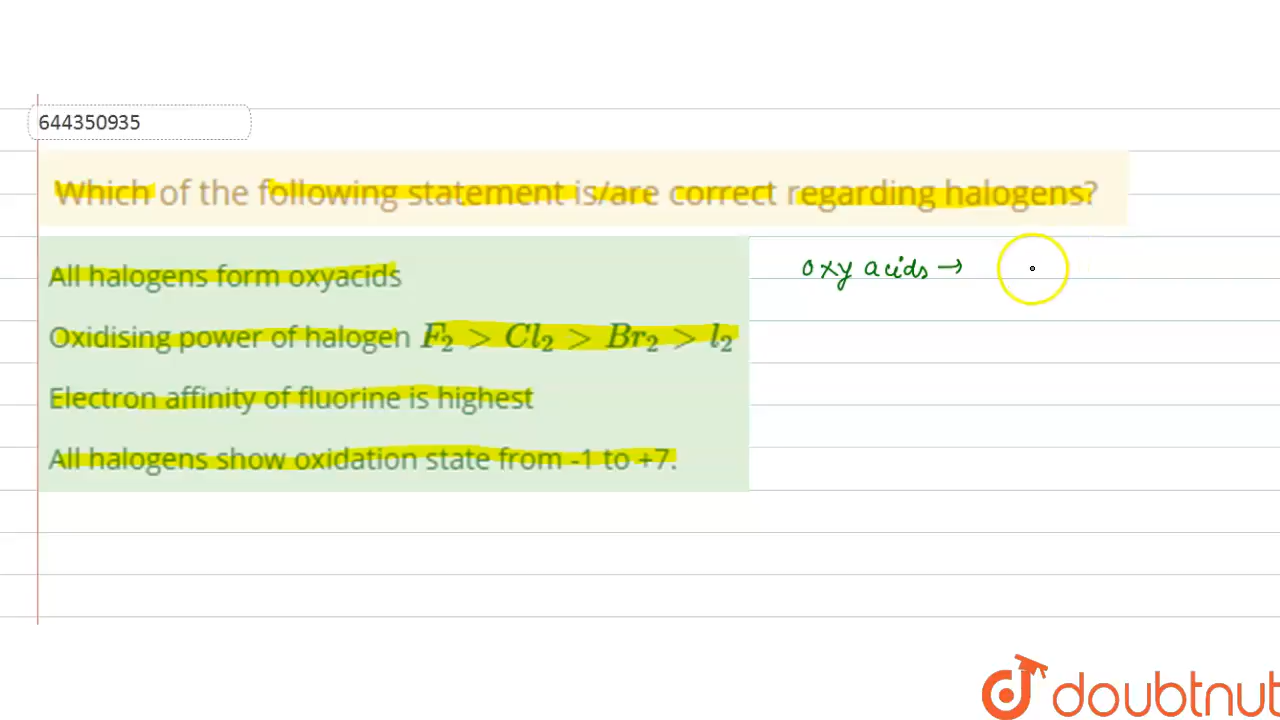 644350935
Which of the following statement is/are correct regarding halogens?
All halogens form oxyacids
oxy acids →
Oxidising power of halogen F₂ > Cl₂ > Br₂ > l₂
Electron affinity of fluorine is highest
All halogens show oxidation state from -1 to +7.
doubtnut